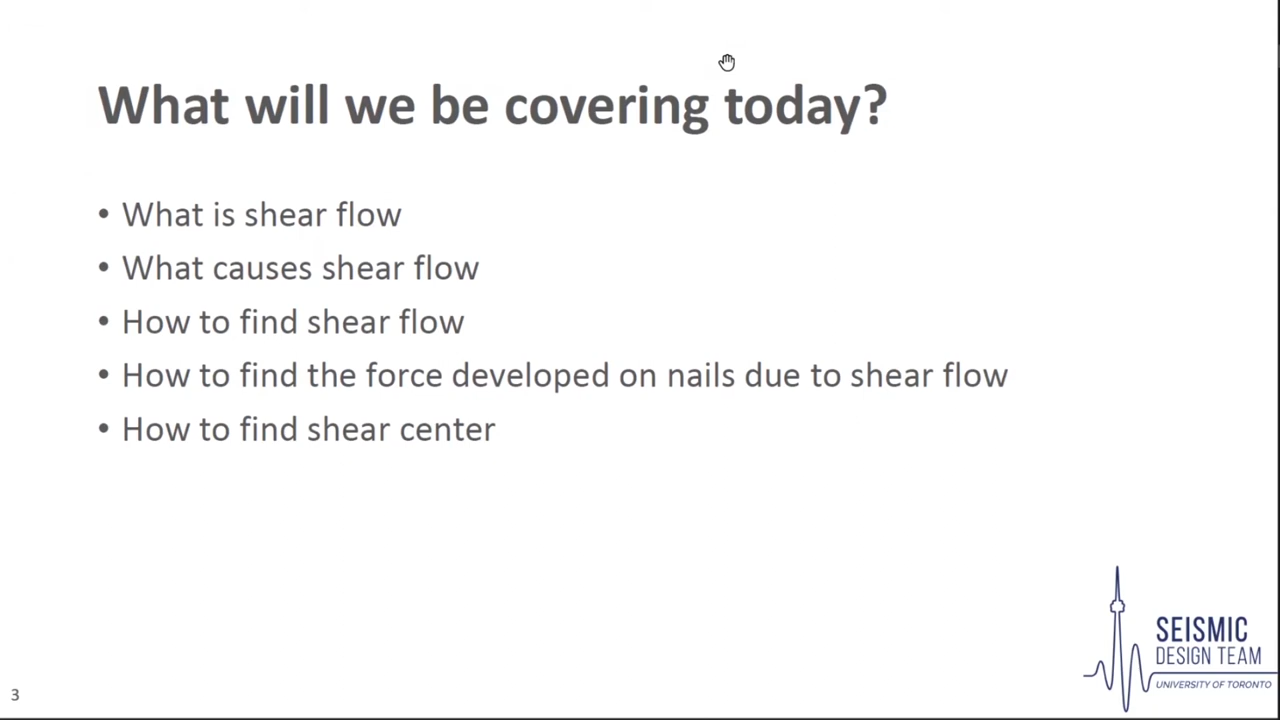 What will we be covering today?
• What is shear flow
• What causes shear flow
• How to find shear flow
• How to find the force developed on nails due to shear flow
• How to find shear center
SEISMIC
DESIGN TEAM
UNIVERSITY OF TORONTO
3